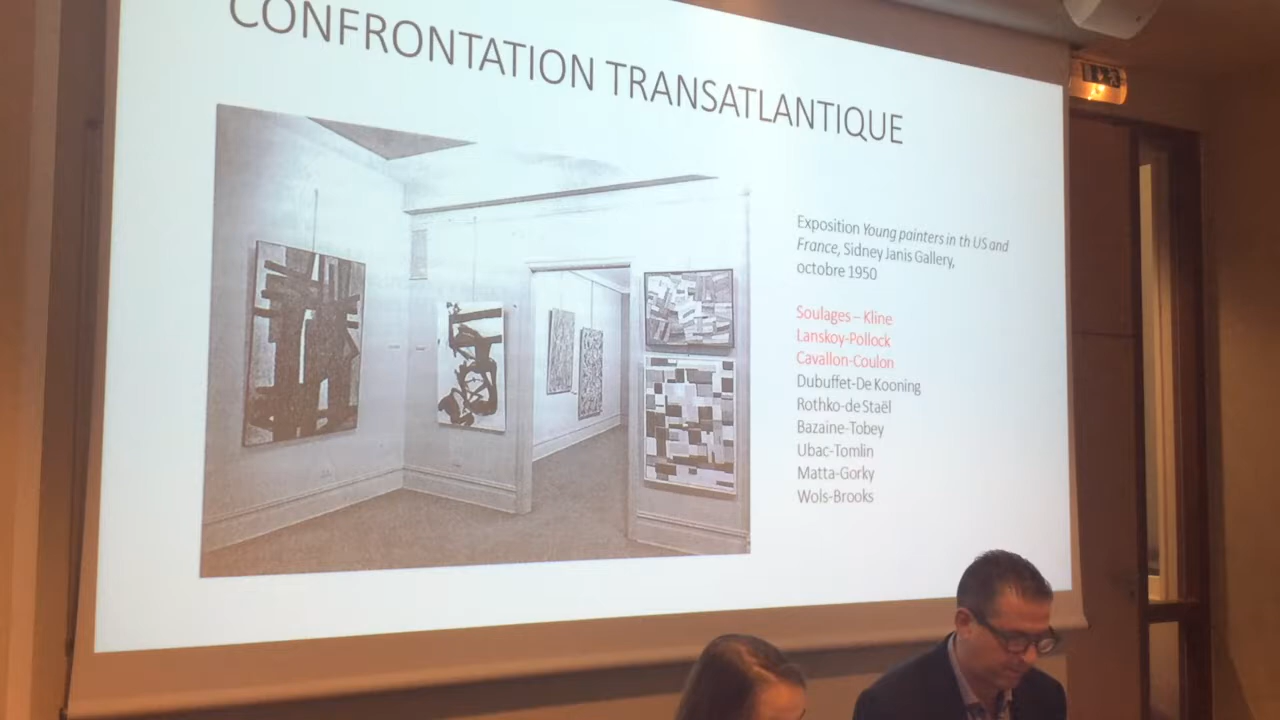 CONFRONTATION TRANSATLANTIQUE
Exposition Young painters in th US and
France, Sidney Janis Gallery,
octobre 1950
Soulages – Kline
Lanskoy-Pollock
Cavallon-Coulon
Dubuffet-De Kooning
Rothko-de Staël
Bazaine-Tobey
Ubac-Tomlin
Matta-Gorky
Wols-Brooks